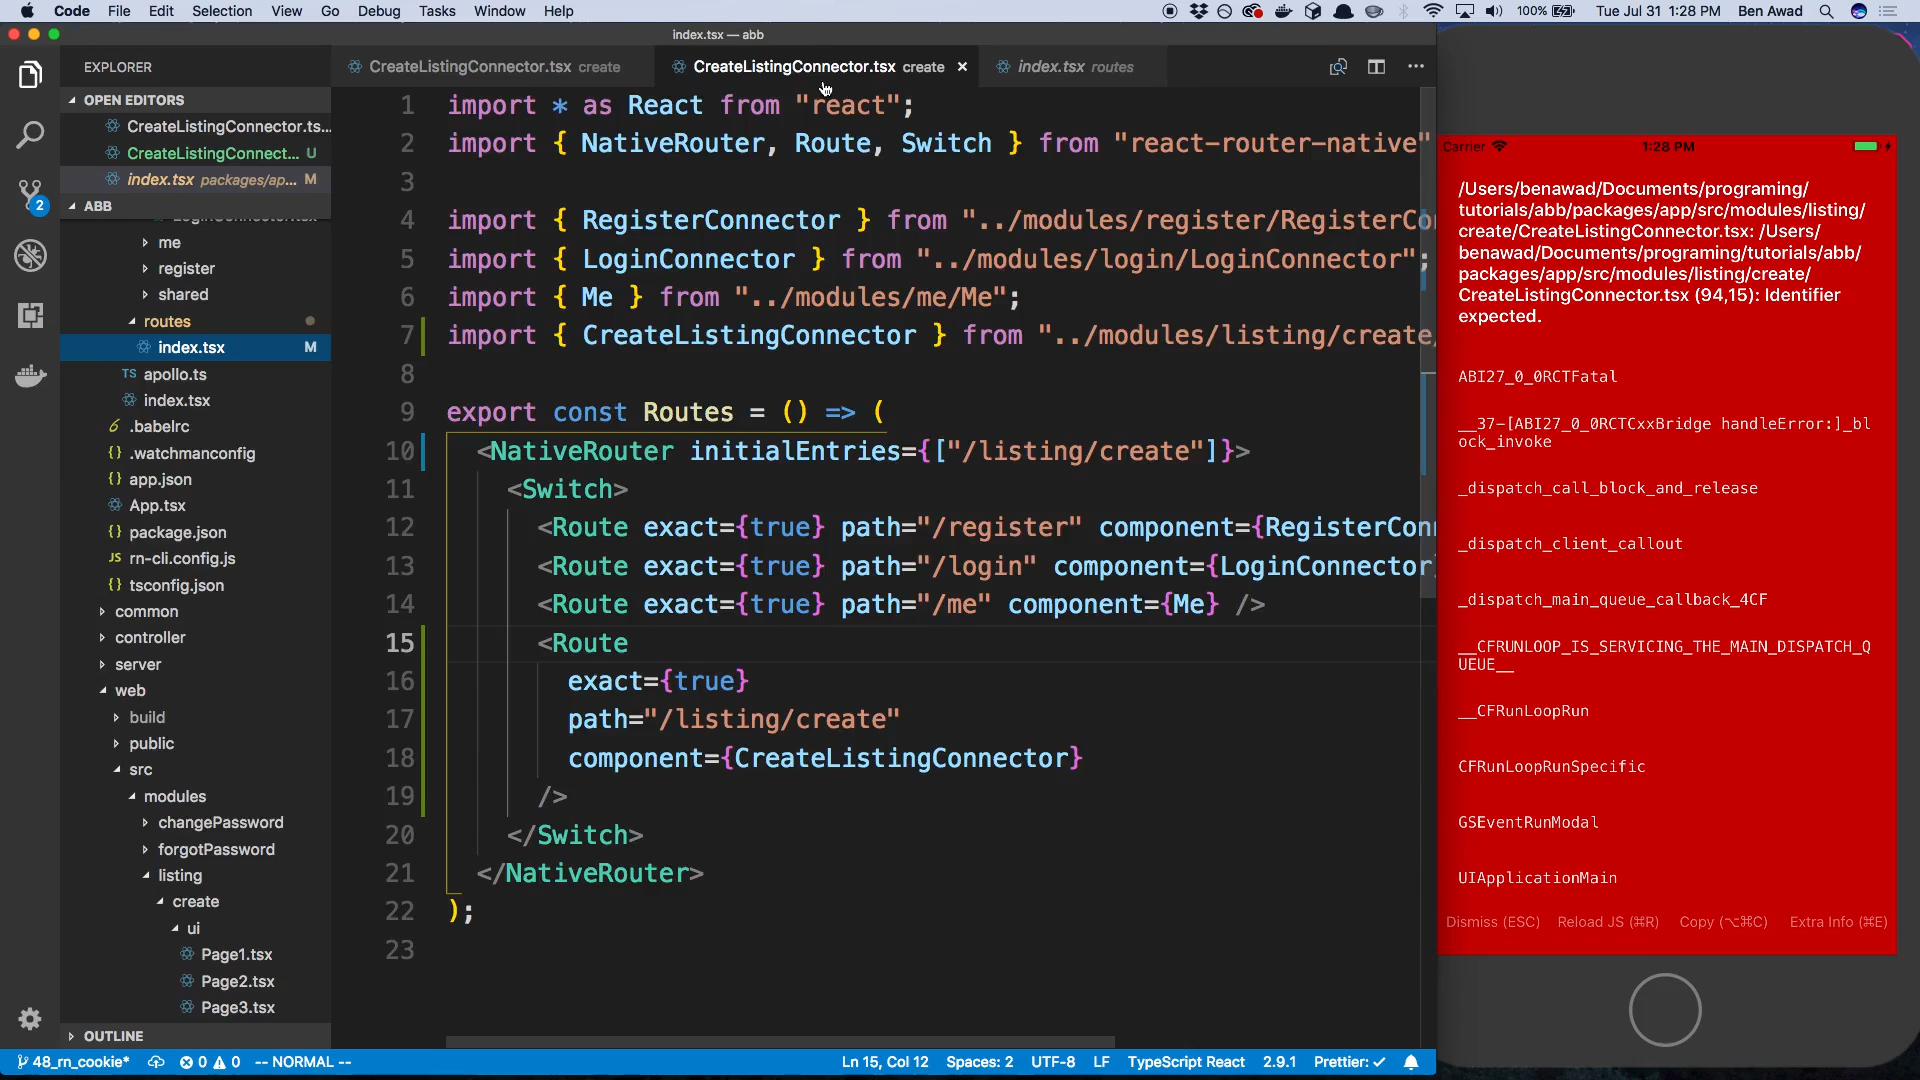 Code File Edit Selection View Go Debug Tasks Window Help 100% Tue Jul 31 1:28 PM Ben Awad
index.tsx — abb
EXPLORER
OPEN EDITORS
CreateListingConnector.ts...
CreateListingConnect... U
index.tsx packages/ap... M
ABB
me
register
shared
routes
index.tsx M
TS apollo.ts
index.tsx
.babelrc
{} .watchmanconfig
{} app.json
App.tsx
{} package.json
JS rn-cli.config.js
{} tsconfig.json
common
controller
server
web
build
public
src
modules
changePassword
forgotPassword
listing
create
ui
Page1.tsx
Page2.tsx
Page3.tsx
OUTLINE
CreateListingConnector.tsx create
CreateListingConnector.tsx create ×
index.tsx routes
1 import * as React from "react";
2 import { NativeRouter, Route, Switch } from "react-router-native"
3
4 import { RegisterConnector } from "../modules/register/RegisterCo
5 import { LoginConnector } from "../modules/login/LoginConnector";
6 import { Me } from "../modules/me/Me";
7 import { CreateListingConnector } from "../modules/listing/create/
8
9 export const Routes = () => (
10 <NativeRouter initialEntries={["/listing/create"]}>
11 <Switch>
12 <Route exact={true} path="/register" component={RegisterConn
13 <Route exact={true} path="/login" component={LoginConnector}
14 <Route exact={true} path="/me" component={Me} />
15 <Route
16 exact={true}
17 path="/listing/create"
18 component={CreateListingConnector}
19 />
20 </Switch>
21 </NativeRouter>
22 );
23
Carrier 1:28 PM
/Users/benawad/Documents/programing/
tutorials/abb/packages/app/src/modules/listing/
create/CreateListingConnector.tsx: /Users/
benawad/Documents/programing/tutorials/abb/
packages/app/src/modules/listing/create/
CreateListingConnector.tsx (94,15): Identifier
expected.
ABI27_0_0RCTFatal
__37-[ABI27_0_0RCTCxxBridge handleError:]_bl
ock_invoke
_dispatch_call_block_and_release
_dispatch_client_callout
_dispatch_main_queue_callback_4CF
__CFRUNLOOP_IS_SERVICING_THE_MAIN_DISPATCH_Q
UEUE__
__CFRunLoopRun
CFRunLoopRunSpecific
GSEventRunModal
UIApplicationMain
Dismiss (ESC) Reload JS (⌘R) Copy (⌥⌘C) Extra Info (⌘E)
2
48_rn_cookie* 0 0 -- NORMAL -- Ln 15, Col 12 Spaces: 2 UTF-8 LF TypeScript React 2.9.1 Prettier: ✓